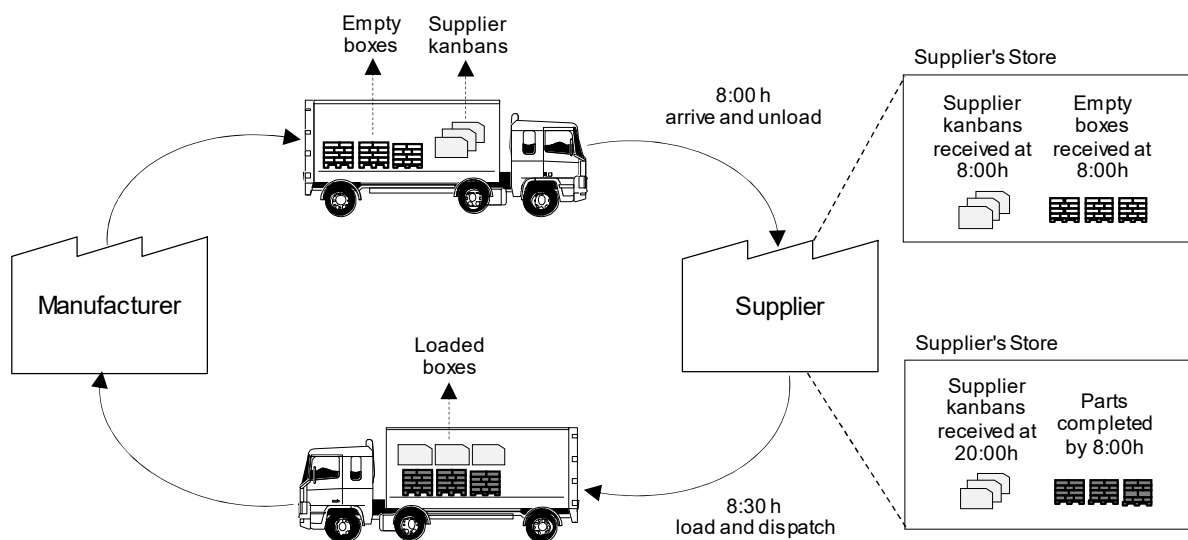 Empty
boxes
Supplier
kanbans
8:00 h
arrive and unload
Supplier's Store
Supplier
kanbans
received at
8:00h
Empty
boxes
received at
8:00h
Manufacturer
Supplier
Loaded
boxes
8:30 h
load and dispatch
Supplier's Store
Supplier
kanbans
received at
20:00h
Parts
completed
by 8:00h